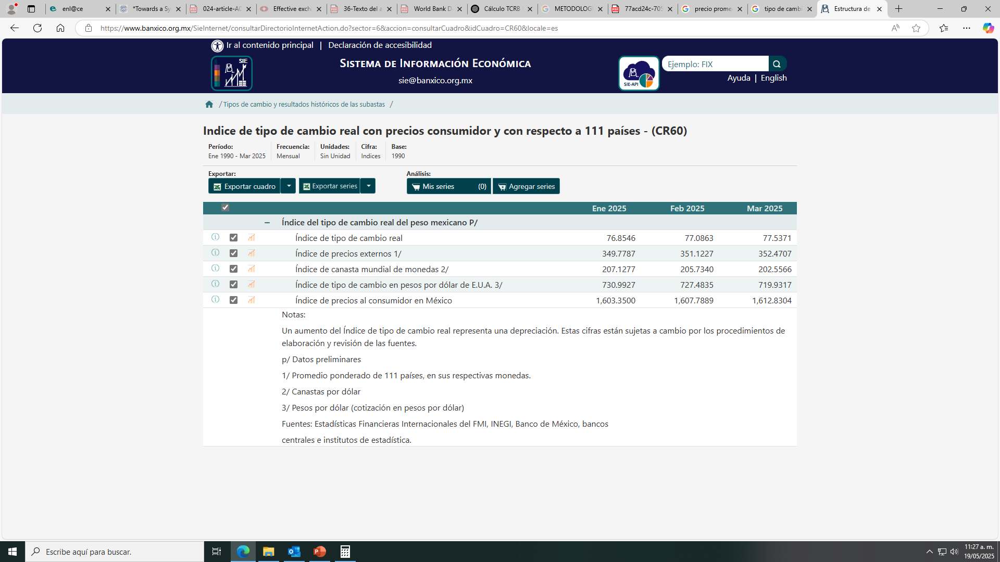 enl@ce
*Towards a Sy
024-article-AC
Effective exch
36-Texto del a
World Bank D
Cálculo TCRB
METODOLOG
77acd24c-705
precio prome
tipo de cambi
Estructura de
https://www.banxico.org.mx/SieInternet/consultarDirectorioInternetAction.do?sector=6&accion=consultarCuadro&idCuadro=CR60&locale=es
Ir al contenido principal | Declaración de accesibilidad
SIE
Sistema de Información Económica
sie@banxico.org.mx
SIE-API
Ejemplo: FIX
Ayuda | English
/ Tipos de cambio y resultados históricos de las subastas /
Indice de tipo de cambio real con precios consumidor y con respecto a 111 países - (CR60)
Período: Frecuencia: Unidades: Cifra: Base:
Ene 1990 - Mar 2025 Mensual Sin Unidad Indices 1990
Exportar: Análisis:
Exportar cuadro Exportar series Mis series (0) Agregar series
Ene 2025 Feb 2025 Mar 2025
− Índice del tipo de cambio real del peso mexicano P/
Índice de tipo de cambio real 76.8546 77.0863 77.5371
Índice de precios externos 1/ 349.7787 351.1227 352.4707
Índice de canasta mundial de monedas 2/ 207.1277 205.7340 202.5566
Índice de tipo de cambio en pesos por dólar de E.U.A. 3/ 730.9927 727.4835 719.9317
Índice de precios al consumidor en México 1,603.3500 1,607.7889 1,612.8304
Notas:
Un aumento del Índice de tipo de cambio real representa una depreciación. Estas cifras están sujetas a cambio por los procedimientos de
elaboración y revisión de las fuentes.
p/ Datos preliminares
1/ Promedio ponderado de 111 países, en sus respectivas monedas.
2/ Canastas por dólar
3/ Pesos por dólar (cotización en pesos por dólar)
Fuentes: Estadísticas Financieras Internacionales del FMI, INEGI, Banco de México, bancos
centrales e institutos de estadística.
Escribe aquí para buscar.
11:27 a. m.
19/05/2025